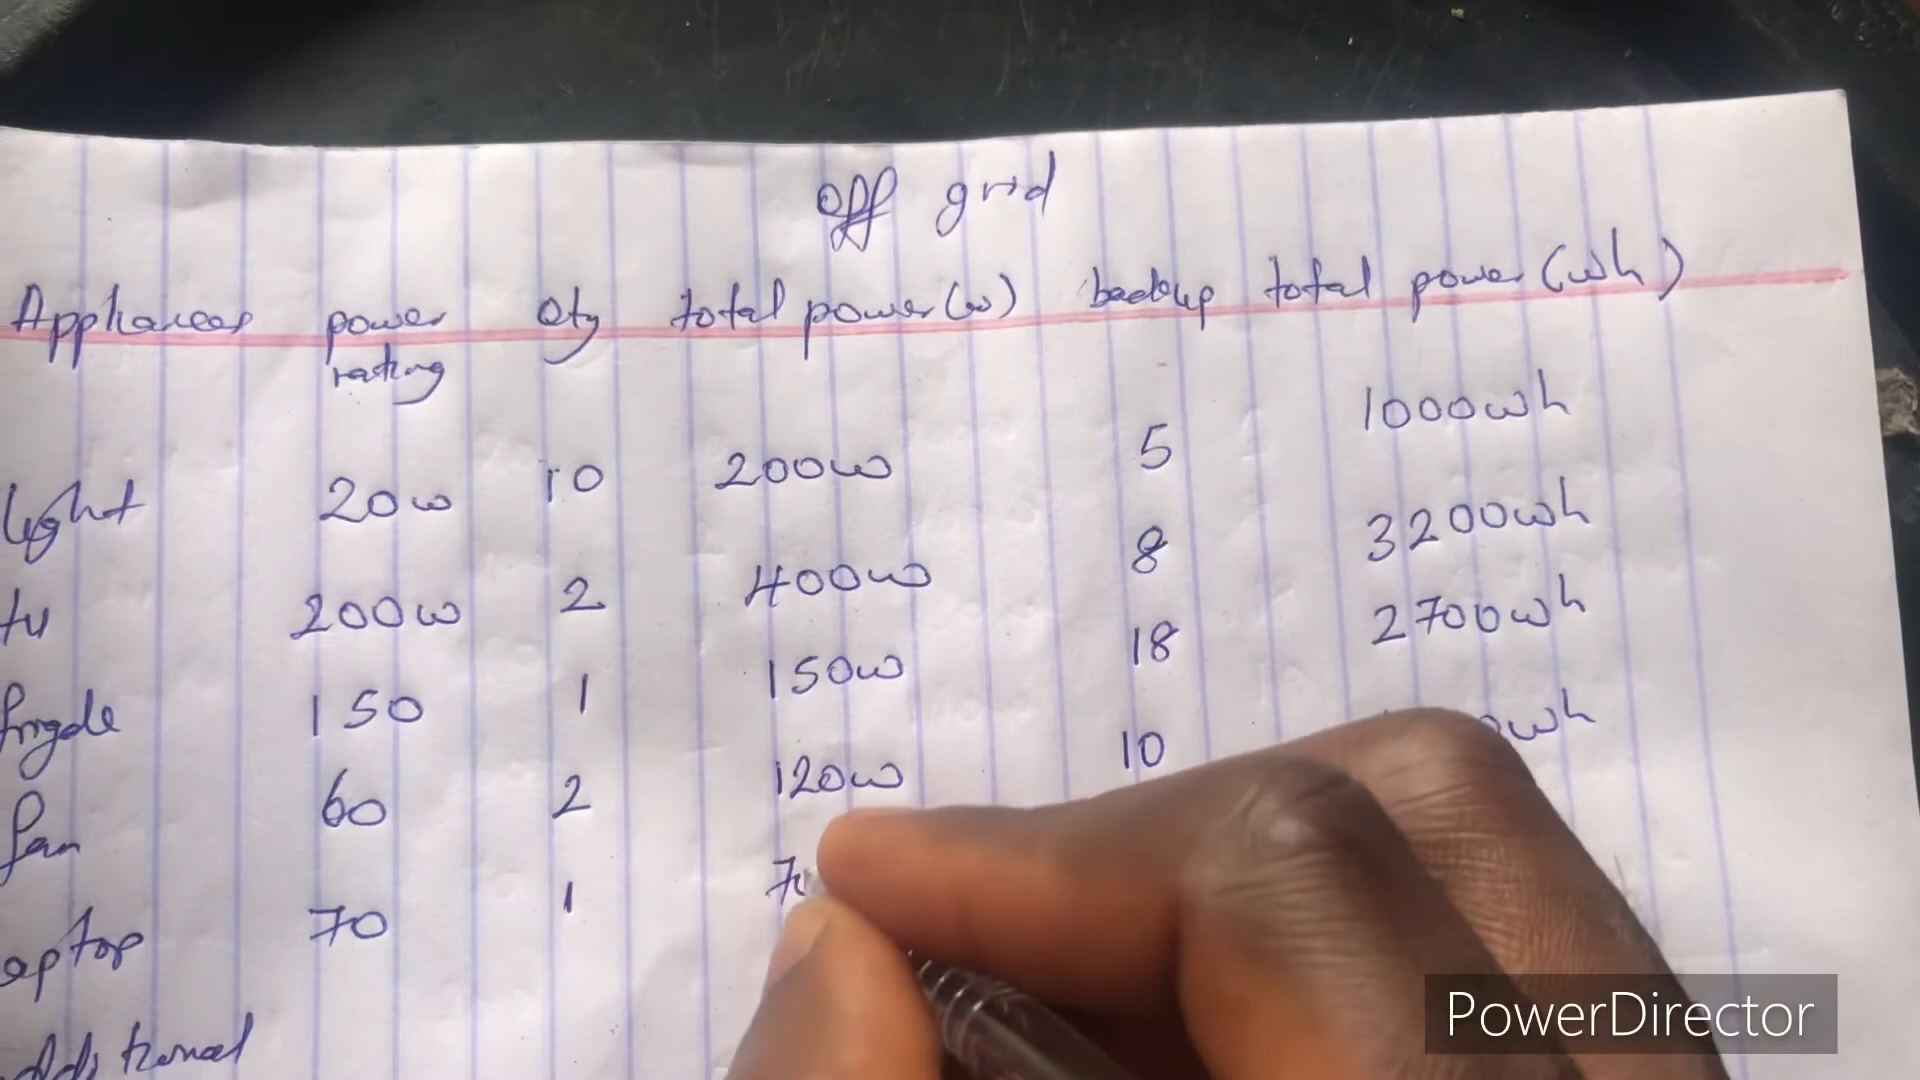 off grid
Appliances power rating Qty total power(w) backup total power(wh)
light 20w 10 200w 5 1000wh
tv 200w 2 400w 8 3200wh
frigde 150 1 150w 18 2700wh
fan 60 2 120w 10
laptop 70 1
additional
PowerDirector